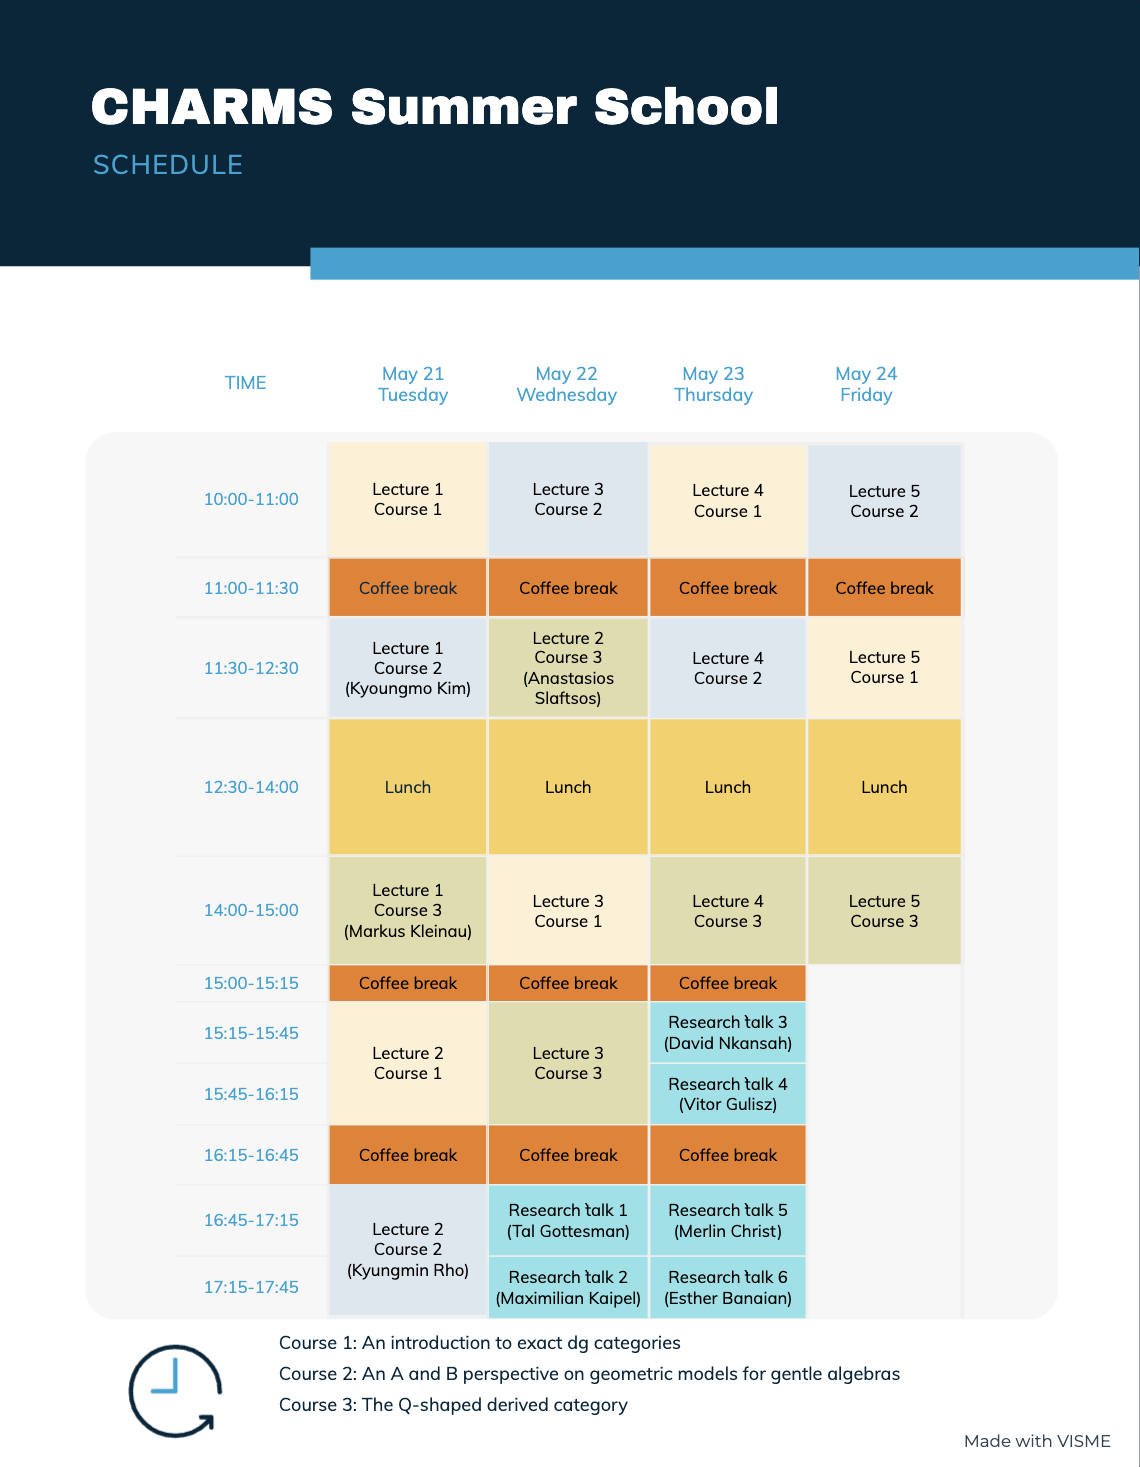 CHARMS Summer School
SCHEDULE
TIME
May 21
Tuesday
May 22
Wednesday
May 23
Thursday
May 24
Friday
10:00-11:00
Lecture 1
Course 1
Lecture 3
Course 2
Lecture 4
Course 1
Lecture 5
Course 2
11:00-11:30
Coffee break
Coffee break
Coffee break
Coffee break
11:30-12:30
Lecture 1
Course 2
(Kyoungmo Kim)
Lecture 2
Course 3
(Anastasios
Slaftsos)
Lecture 4
Course 2
Lecture 5
Course 1
12:30-14:00
Lunch
Lunch
Lunch
Lunch
14:00-15:00
Lecture 1
Course 3
(Markus Kleinau)
Lecture 3
Course 1
Lecture 4
Course 3
Lecture 5
Course 3
15:00-15:15
Coffee break
Coffee break
Coffee break
15:15-15:45
Lecture 2
Course 1
Lecture 3
Course 3
Research talk 3
(David Nkansah)
15:45-16:15
Research talk 4
(Vitor Gulisz)
16:15-16:45
Coffee break
Coffee break
Coffee break
16:45-17:15
Lecture 2
Course 2
(Kyungmin Rho)
Research talk 1
(Tal Gottesman)
Research talk 5
(Merlin Christ)
17:15-17:45
Research talk 2
(Maximilian Kaipel)
Research talk 6
(Esther Banaian)
Course 1: An introduction to exact dg categories
Course 2: An A and B perspective on geometric models for gentle algebras
Course 3: The Q-shaped derived category
Made with VISME